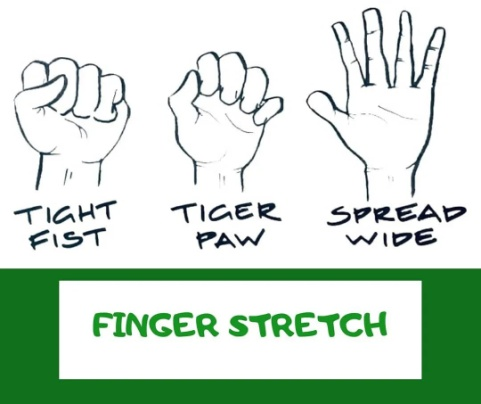 TIGHT
FIST
TIGER
PAW
SPREAD
WIDE
FINGER STRETCH